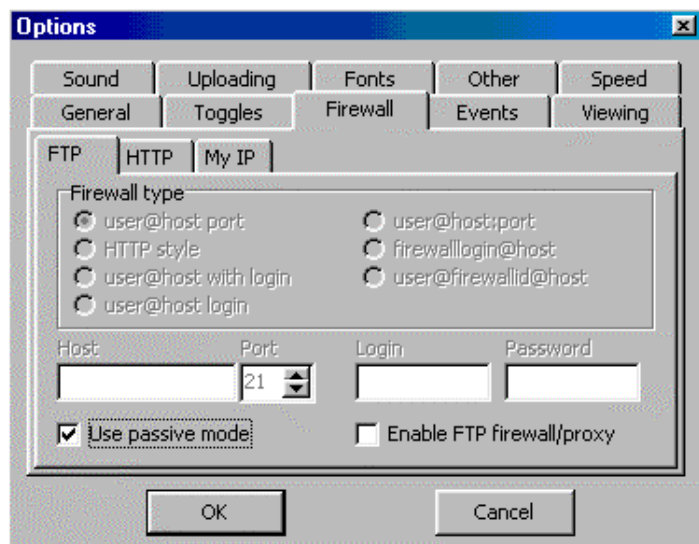 Options
Sound Uploading Fonts Other Speed
General Toggles Firewall Events Viewing
FTP HTTP My IP
Firewall type
user@host port user@host:port
HTTP style firewalllogin@host
user@host with login user@firewallid@host
user@host login
Host Port Login Password
21
Use passive mode Enable FTP firewall/proxy
OK Cancel